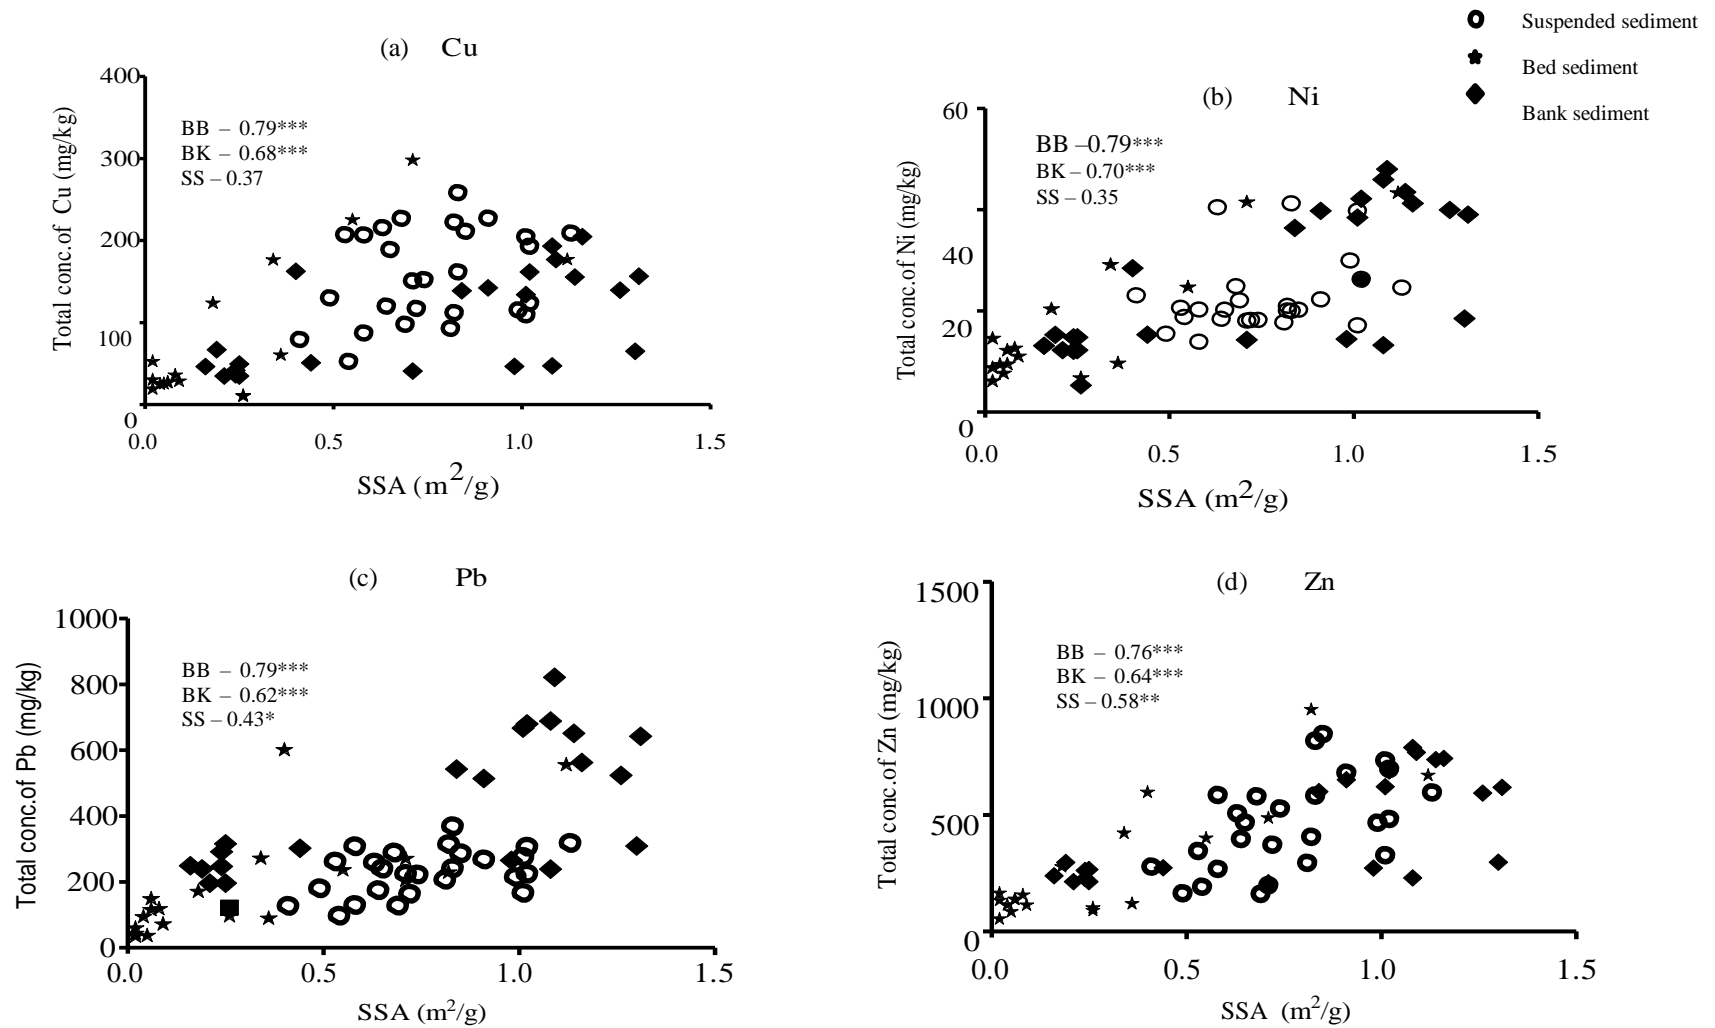 Suspended sediment
Bed sediment
Bank sediment
(a) Cu
400
300
200
100
0
0.0 0.5 1.0 1.5
Total conc.of Cu (mg/kg)
SSA (m2/g)
BB – 0.79***
BK – 0.68***
SS – 0.37
(b) Ni
60
40
20
0
0.0 0.5 1.0 1.5
Total conc.of Ni (mg/kg)
SSA (m2/g)
BB –0.79***
BK – 0.70***
SS – 0.35
(c) Pb
1000
800
600
400
200
0
0.0 0.5 1.0 1.5
Total conc.of Pb (mg/kg)
SSA (m2/g)
BB – 0.79***
BK – 0.62***
SS – 0.43*
(d) Zn
1500
1000
500
0
0.0 0.5 1.0 1.5
Total conc.of Zn (mg/kg)
SSA (m2/g)
BB – 0.76***
BK – 0.64***
SS – 0.58**